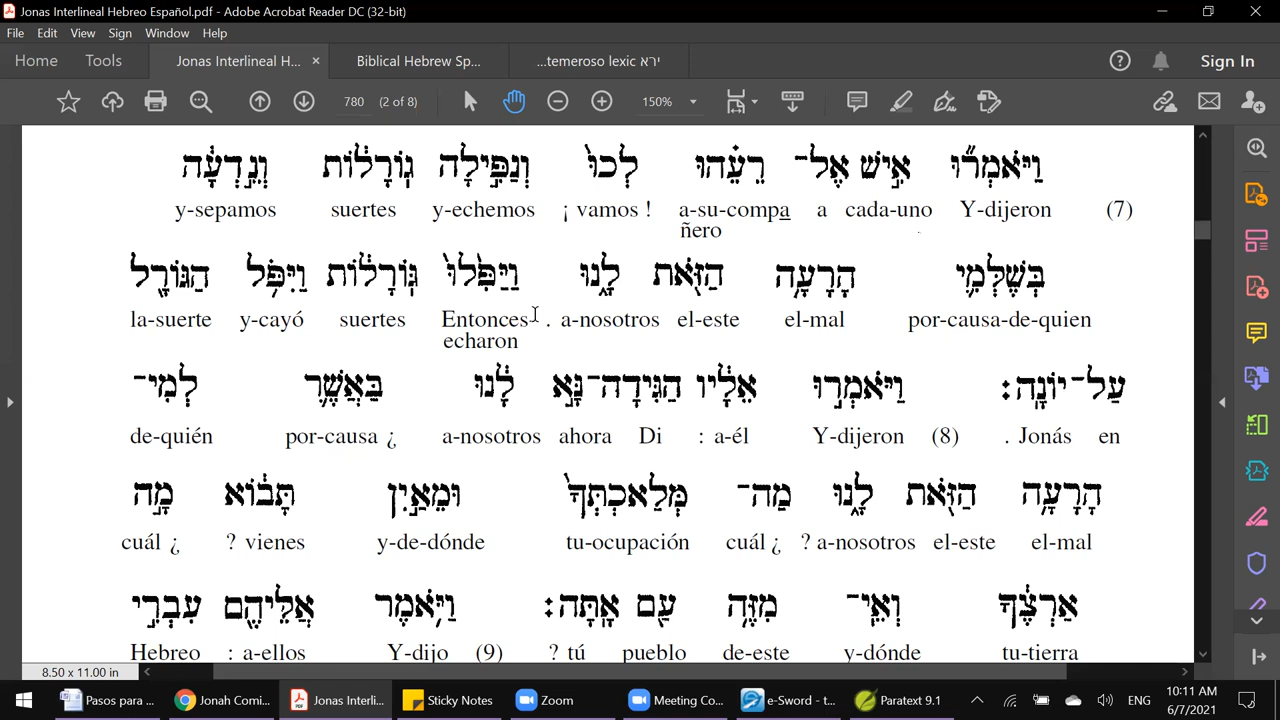 Jonas Interlineal Hebreo Español.pdf - Adobe Acrobat Reader DC (32-bit)
File Edit View Sign Window Help
Home Tools Jonas Interlineal H... × Biblical Hebrew Sp... ...temeroso lexic ירא Sign In
780 (2 of 8) 150%
וַיֹּאמְר֞וּ אִ֣ישׁ אֶל־ רֵעֵ֗הוּ לְכוּ֙ וְנַפִּ֣ילָה גֽוֹרָל֔וֹת וְנֵ֣דְעָ֔ה
y-sepamos suertes y-echemos ¡ vamos ! a-su-compa a cada-uno Y-dijeron (7)
ñero
בְּשֶׁלְּמִ֛י הָרָעָ֥ה הַזֹּ֖את לָ֑נוּ וַיַּפִּ֙לוּ֙ גּֽוֹרָל֔וֹת וַיִּפֹּ֥ל הַגּוֹרָ֖ל
la-suerte y-cayó suertes Entonces- . a-nosotros el-este el-mal por-causa-de-quien
echaron
עַל־ יוֹנָֽה׃ וַיֹּאמְר֣וּ אֵלָ֔יו הַגִּידָה־נָּ֣א לָ֔נוּ בַּאֲשֶׁ֛ר לְמִי־
de-quién por-causa ¿ a-nosotros ahora Di : a-él Y-dijeron (8) . Jonás en
הָרָעָ֥ה הַזֹּ֖את לָ֑נוּ מַה־ מְּלַאכְתְּךָ֙ וּמֵאַ֣יִן תָּב֔וֹא מָ֣ה
cuál ¿ ? vienes y-de-dónde tu-ocupación cuál ¿ ? a-nosotros el-este el-mal
אַרְצֶ֔ךָ וְאֵֽי־ מִזֶּ֥ה עַ֖ם אָֽתָּה׃ וַיֹּ֥אמֶר אֲלֵיהֶ֖ם עִבְרִ֣י
Hebreo : a-ellos Y-dijo (9) ? tú pueblo de-este y-dónde tu-tierra
8.50 x 11.00 in
Pasos para ... Jonah Comi... Jonas Interli... Sticky Notes Zoom Meeting Co... e-Sword - t... Paratext 9.1 ENG 10:11 AM
6/7/2021